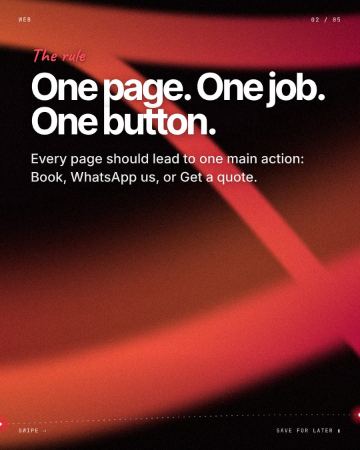 WEB
02 / 05
The rule
One page. One job.
One button.
Every page should lead to one main action:
Book, WhatsApp us, or Get a quote.
SWIPE →
SAVE FOR LATER